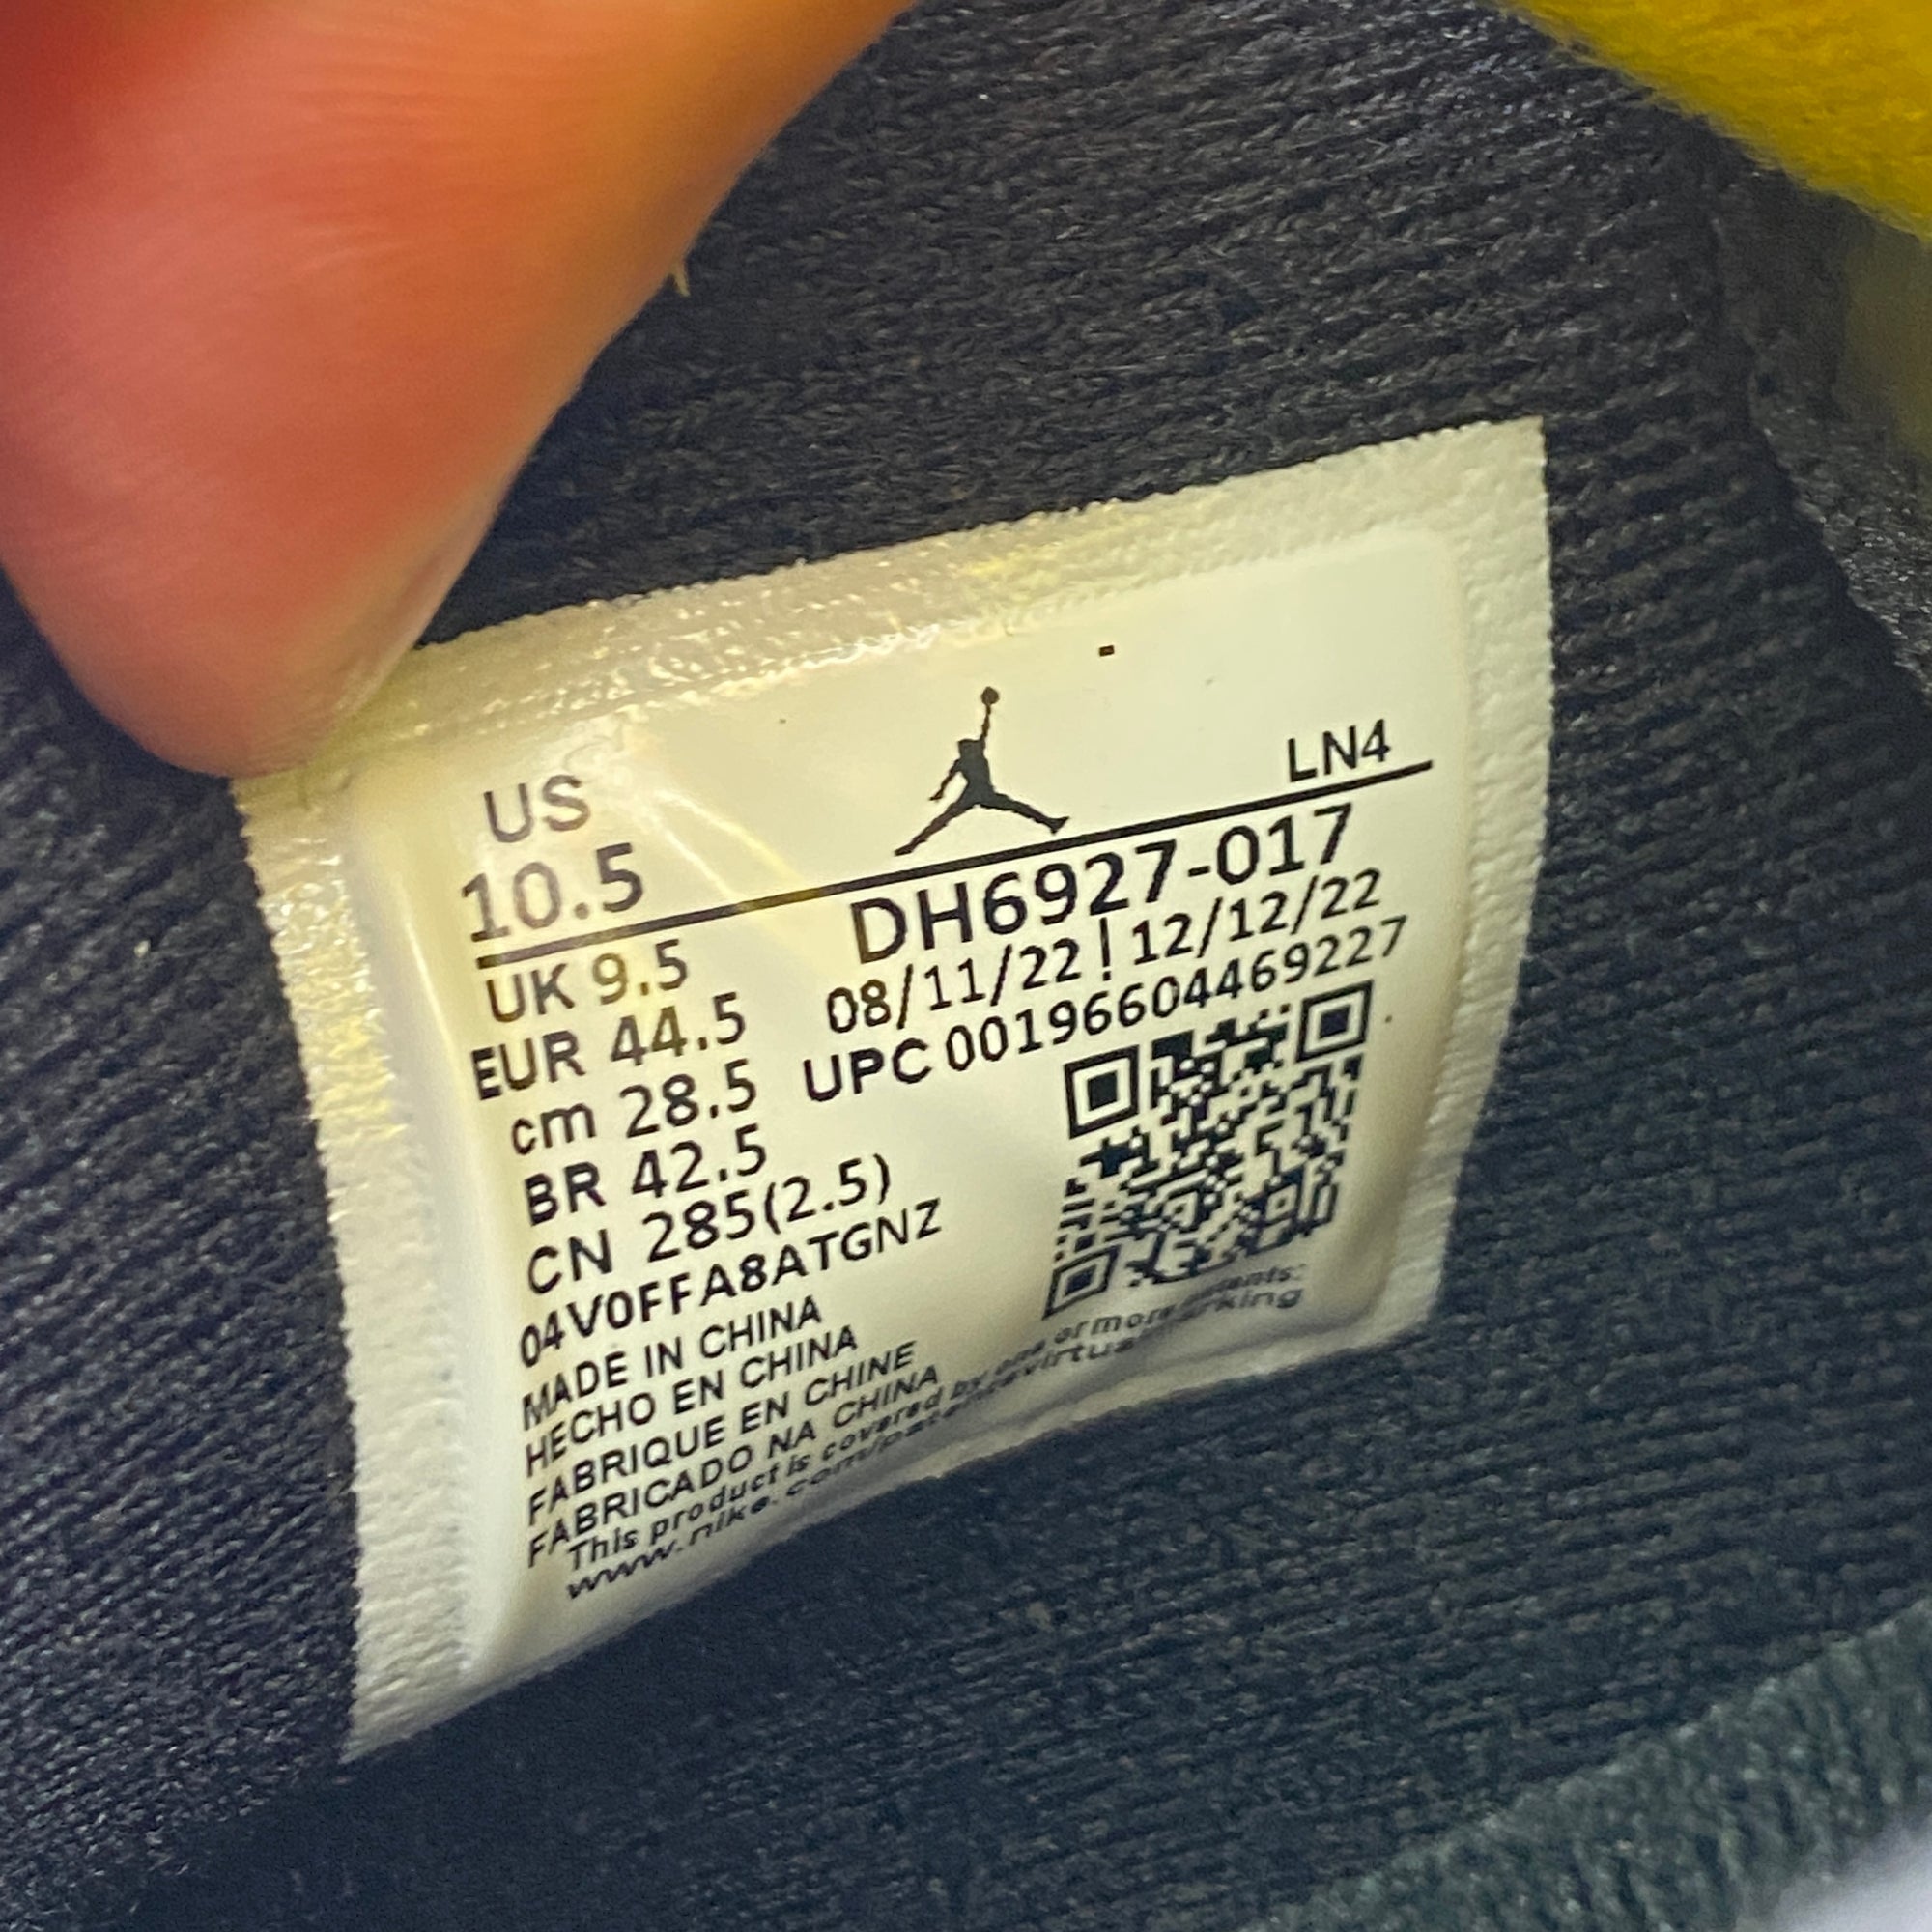 US
10.5
LN4
UK 9.5
EUR 44.5
cm 28.5
BR 42.5
CN 285(2.5)
04V0FFA8ATGNZ
DH6927-017
08/11/22 ! 12/12/22
UPC 00196604469227
MADE IN CHINA
HECHO EN CHINA
FABRIQUE EN CHINE
FABRICADO NA CHINA
This product is covered by one or more
www.nike.com/